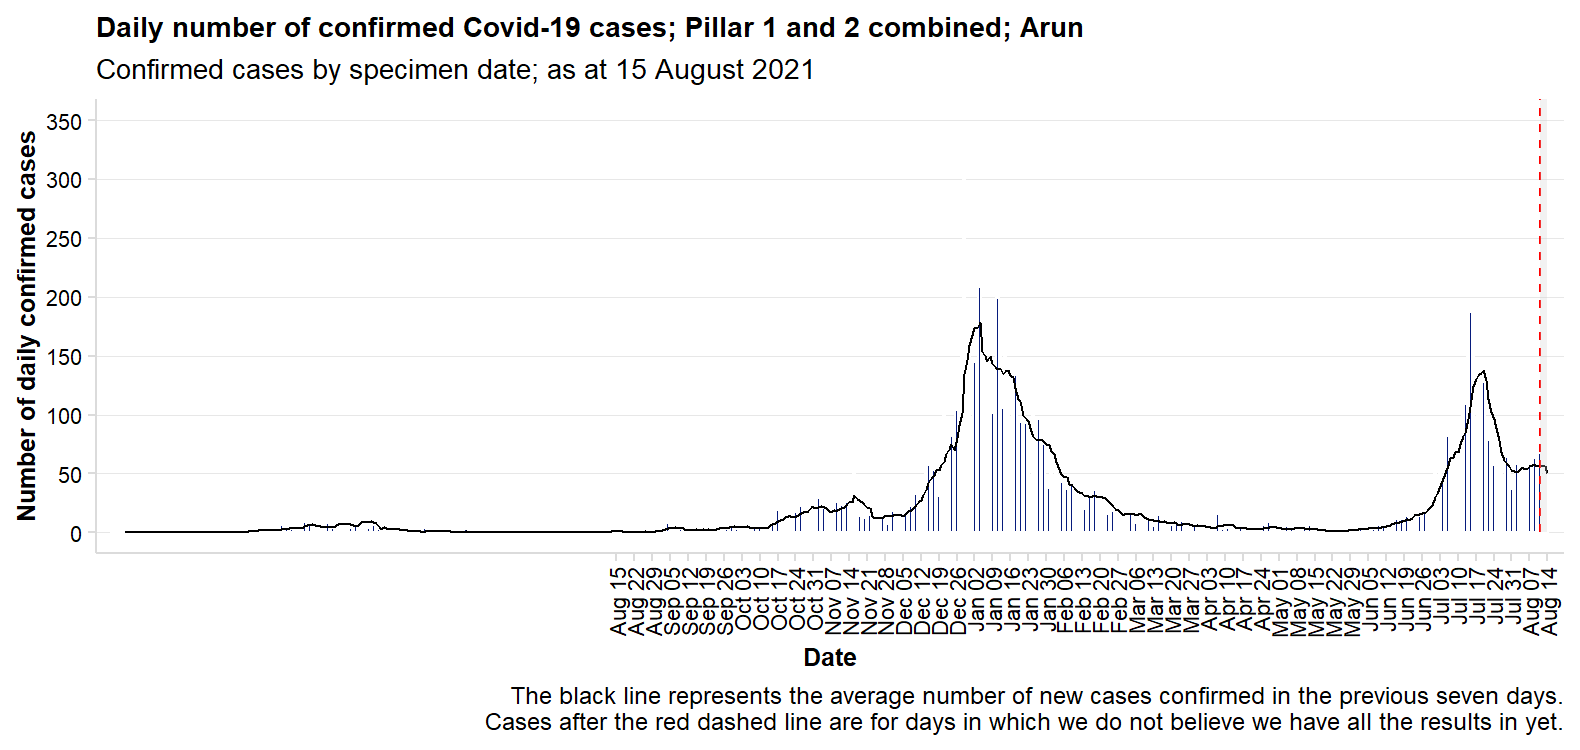 Daily number of confirmed Covid-19 cases; Pillar 1 and 2 combined; Arun
Confirmed cases by specimen date; as at 15 August 2021
Number of daily confirmed cases
350
300
250
200
150
100
50
0
Aug 15
Aug 22
Aug 29
Sep 05
Sep 12
Sep 19
Sep 26
Oct 03
Oct 10
Oct 17
Oct 24
Oct 31
Nov 07
Nov 14
Nov 21
Nov 28
Dec 05
Dec 12
Dec 19
Dec 26
Jan 02
Jan 09
Jan 16
Jan 23
Jan 30
Feb 06
Feb 13
Feb 20
Feb 27
Mar 06
Mar 13
Mar 20
Mar 27
Apr 03
Apr 10
Apr 17
Apr 24
May 01
May 08
May 15
May 22
May 29
Jun 05
Jun 12
Jun 19
Jun 26
Jul 03
Jul 10
Jul 17
Jul 24
Jul 31
Aug 07
Aug 14
Date
The black line represents the average number of new cases confirmed in the previous seven days.
Cases after the red dashed line are for days in which we do not believe we have all the results in yet.